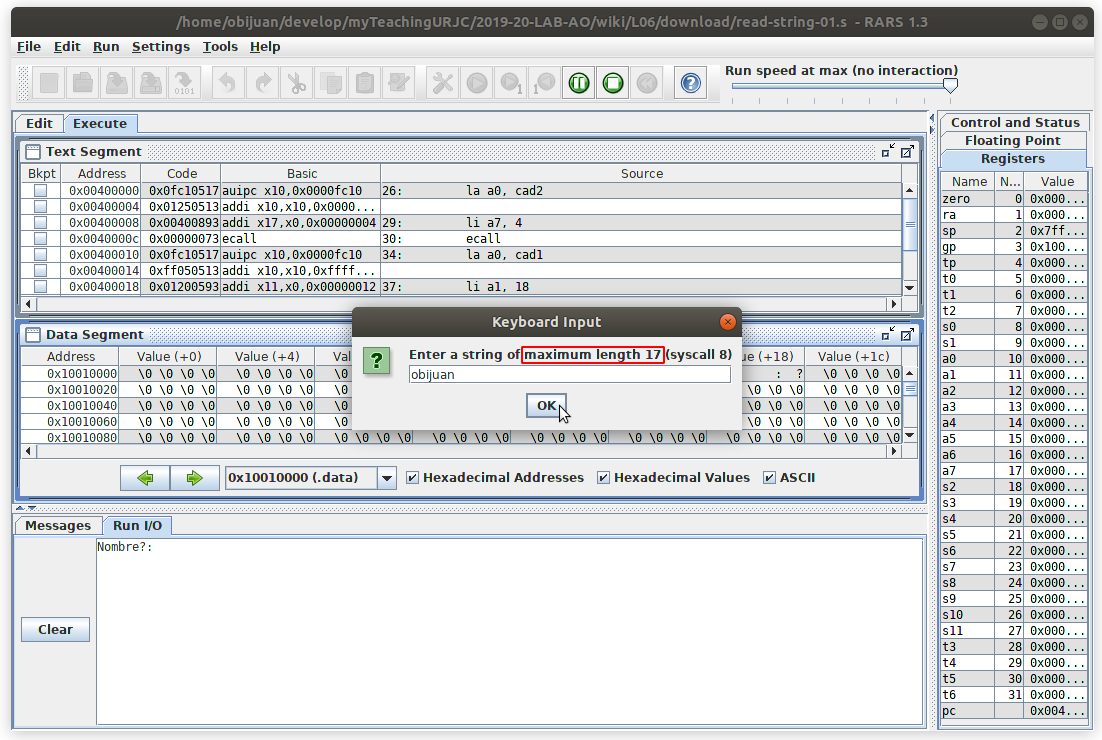 /home/obijuan/develop/myTeachingURJC/2019-20-LAB-AO/wiki/L06/download/read-string-01.s - RARS 1.3
File Edit Run Settings Tools Help
Run speed at max (no interaction)
Edit Execute
Text Segment
Bkpt Address Code Basic Source
0x00400000 0x0fc10517 auipc x10,0x0000fc10 26: la a0, cad2
0x00400004 0x01250513 addi x10,x10,0x0000...
0x00400008 0x00400893 addi x17,x0,0x00000004 29: li a7, 4
0x0040000c 0x00000073 ecall 30: ecall
0x00400010 0x0fc10517 auipc x10,0x0000fc10 34: la a0, cad1
0x00400014 0xff050513 addi x10,x10,0xffff...
0x00400018 0x01200593 addi x11,x0,0x00000012 37: li a1, 18
Data Segment
Address Value (+0) Value (+4) Val ue (+18) Value (+1c)
0x10010000 \0 \0 \0 \0 \0 \0 \0 \0 : ? \0 \0 \0 \0
0x10010020 \0 \0 \0 \0 \0 \0 \0 \0 \0 \0 \0 \0 \0 \0 \0 \0
0x10010040 \0 \0 \0 \0 \0 \0 \0 \0 \0 \0 \0 \0 \0 \0 \0 \0
0x10010060 \0 \0 \0 \0 \0 \0 \0 \0 \0 \0 \0 \0 \0 \0 \0 \0
0x10010080 \0 \0 \0 \0 \0 \0 \0 \0 \0 \0 \0 \0 \0 \0 \0 \0 \0 \0 \0 \0 \0 \0 \0 \0 \0 \0 \0 \0 \0 \0 \0 \0
Keyboard Input
Enter a string of maximum length 17 (syscall 8)
obijuan
OK
0x10010000 (.data) Hexadecimal Addresses Hexadecimal Values ASCII
Messages Run I/O
Nombre?:
Clear
Control and Status
Floating Point
Registers
Name N... Value
zero 0 0x000...
ra 1 0x000...
sp 2 0x7ff...
gp 3 0x100...
tp 4 0x000...
t0 5 0x000...
t1 6 0x000...
t2 7 0x000...
s0 8 0x000...
s1 9 0x000...
a0 10 0x000...
a1 11 0x000...
a2 12 0x000...
a3 13 0x000...
a4 14 0x000...
a5 15 0x000...
a6 16 0x000...
a7 17 0x000...
s2 18 0x000...
s3 19 0x000...
s4 20 0x000...
s5 21 0x000...
s6 22 0x000...
s7 23 0x000...
s8 24 0x000...
s9 25 0x000...
s10 26 0x000...
s11 27 0x000...
t3 28 0x000...
t4 29 0x000...
t5 30 0x000...
t6 31 0x000...
pc 0x004...